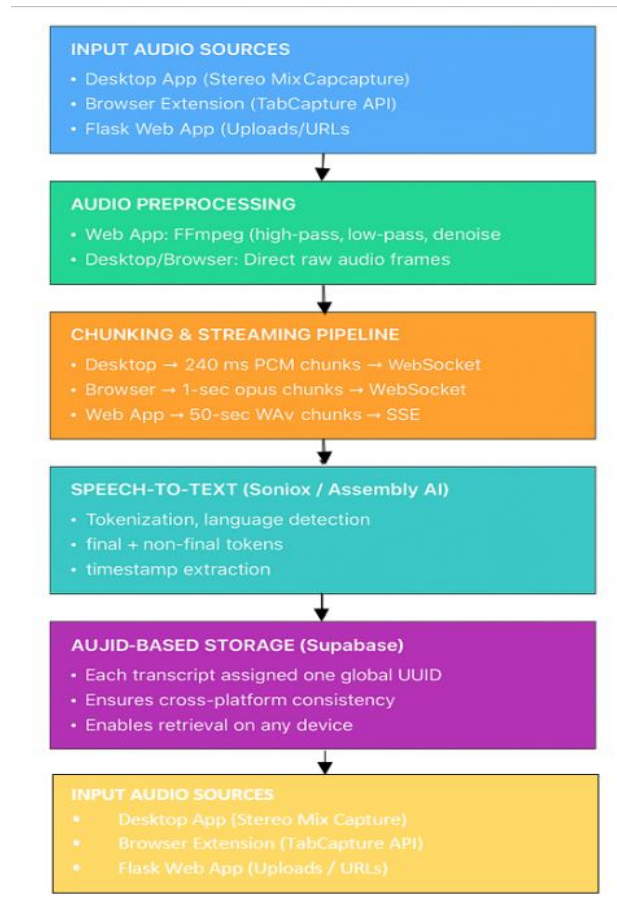 INPUT AUDIO SOURCES
• Desktop App (Stereo Mix Capcapture)
• Browser Extension (TabCapture API)
• Flask Web App (Uploads/URLs
AUDIO PREPROCESSING
• Web App: FFmpeg (high-pass, low-pass, denoise
• Desktop/Browser: Direct raw audio frames
CHUNKING & STREAMING PIPELINE
• Desktop → 240 ms PCM chunks → WebSocket
• Browser → 1-sec opus chunks → WebSocket
• Web App → 50-sec WAv chunks → SSE
SPEECH-TO-TEXT (Soniox / Assembly AI)
• Tokenization, language detection
• final + non-final tokens
• timestamp extraction
AUJID-BASED STORAGE (Supabase)
• Each transcript assigned one global UUID
• Ensures cross-platform consistency
• Enables retrieval on any device
INPUT AUDIO SOURCES
• Desktop App (Stereo Mix Capture)
• Browser Extension (TabCapture API)
• Flask Web App (Uploads / URLs)